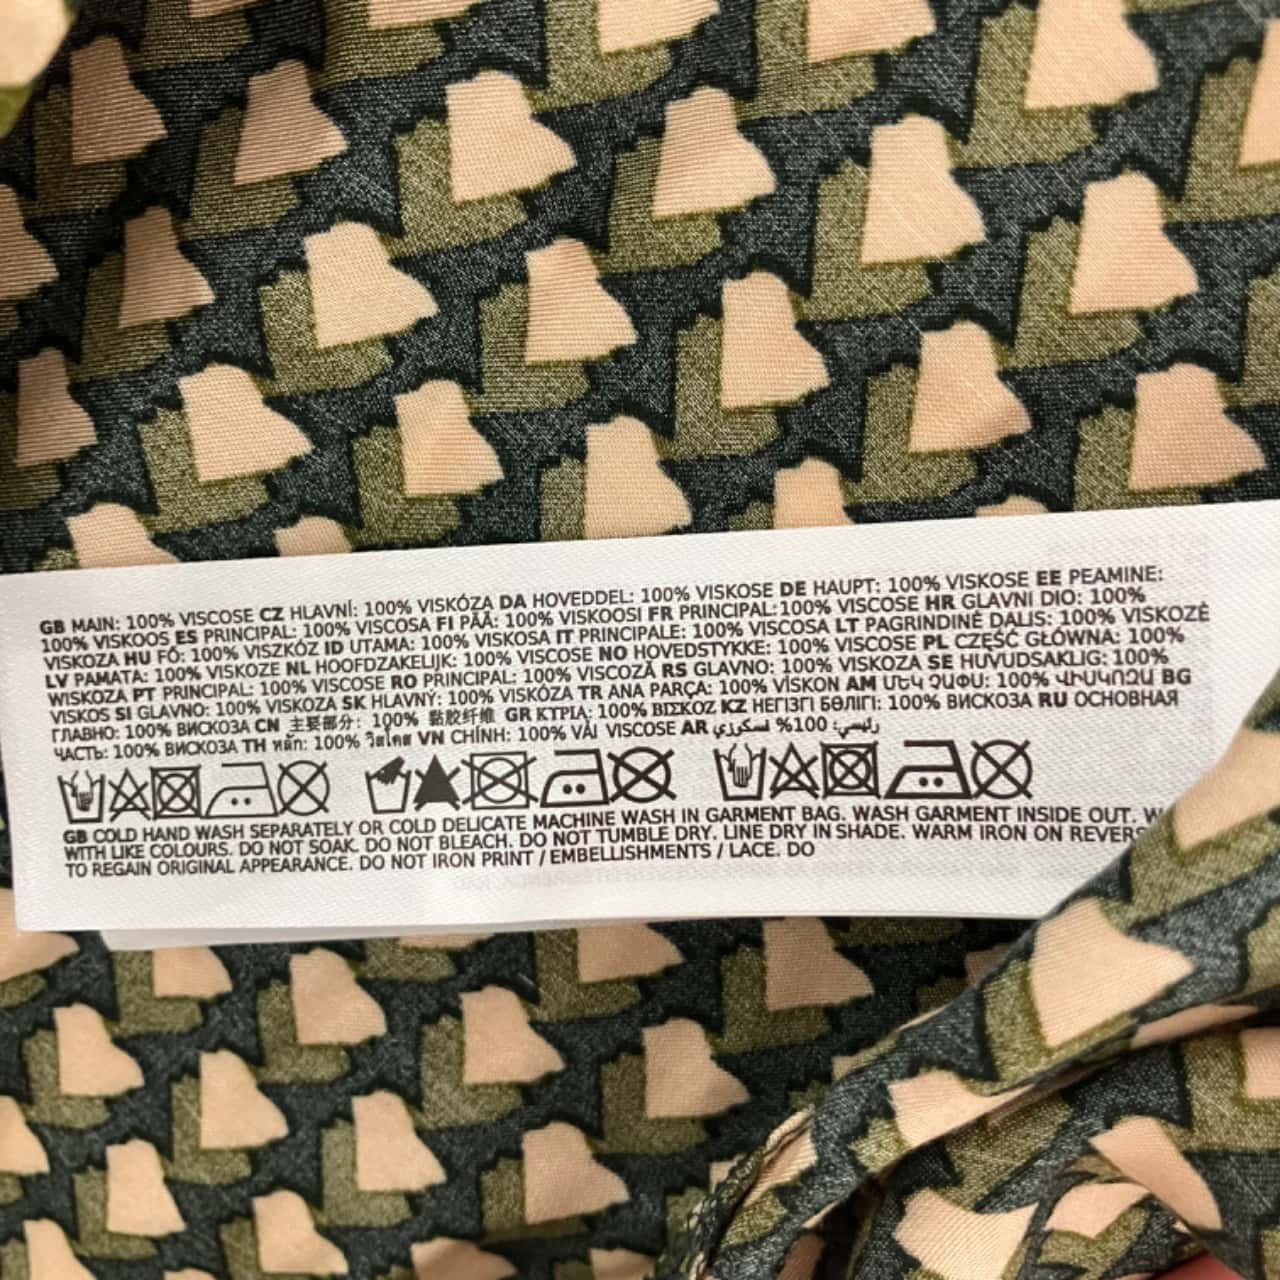 GB MAIN: 100% VISCOSE CZ HLAVNÍ: 100% VISKÓZA DA HOVEDDEL: 100% VISKOSE DE HAUPT: 100% VISKOSE EE PEAMINE:
100% VISKOOS ES PRINCIPAL: 100% VISCOSA FI PÄÄ: 100% VISKOOSI FR PRINCIPAL: 100% VISCOSE HR GLAVNI DIO: 100%
VISKOZA HU FŐ: 100% VISZKÓZ ID UTAMA: 100% VISKOSA IT PRINCIPALE: 100% VISCOSA LT PAGRINDINĖ DALIS: 100% VISKOZĖ
LV PAMATA: 100% VISKOZE NL HOOFDZAKELIJK: 100% VISCOSE NO HOVEDSTYKKE: 100% VISCOSE PL CZĘŚĆ GŁÓWNA: 100%
WISKOZA PT PRINCIPAL: 100% VISCOSE RO PRINCIPAL: 100% VISCOZĂ RS GLAVNO: 100% VISKOZA SE HUVUDSAKLIG: 100%
VISKOS SI GLAVNO: 100% VISKOZA SK HLAVNÝ: 100% VISKÓZA TR ANA PARÇA: 100% VİSKON AM ՄԵԿ ՉԱՓՍ: 100% ՎԻՍԿՈԶԱ BG
ГЛАВНО: 100% ВИСКОЗА CN 主要部分: 100% 黏胶纤维 GR ΚΥΡΙΑ: 100% ΒΙΣΚΟΖ KZ НЕГІЗГІ БӨЛІГІ: 100% ВИСКОЗА RU ОСНОВНАЯ
ЧАСТЬ: 100% ВИСКОЗА TH หลัก: 100% วิสโคส VN CHÍNH: 100% VẢI VISCOSE AR رئيسي: 100% لسكوزي
GB COLD HAND WASH SEPARATELY OR COLD DELICATE MACHINE WASH IN GARMENT BAG. WASH GARMENT INSIDE OUT.
WITH LIKE COLOURS. DO NOT SOAK. DO NOT BLEACH. DO NOT TUMBLE DRY. LINE DRY IN SHADE. WARM IRON ON REVERS
TO REGAIN ORIGINAL APPEARANCE. DO NOT IRON PRINT / EMBELLISHMENTS / LACE. DO